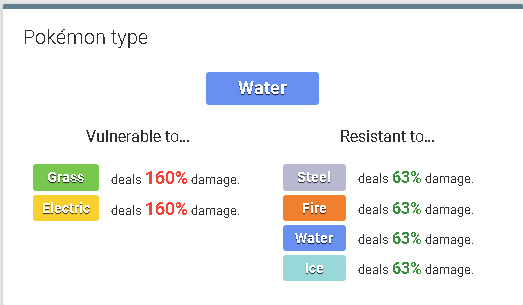 Pokémon type
Water
Vulnerable to...
Grass deals 160% damage.
Electric deals 160% damage.
Resistant to...
Steel deals 63% damage.
Fire deals 63% damage.
Water deals 63% damage.
Ice deals 63% damage.